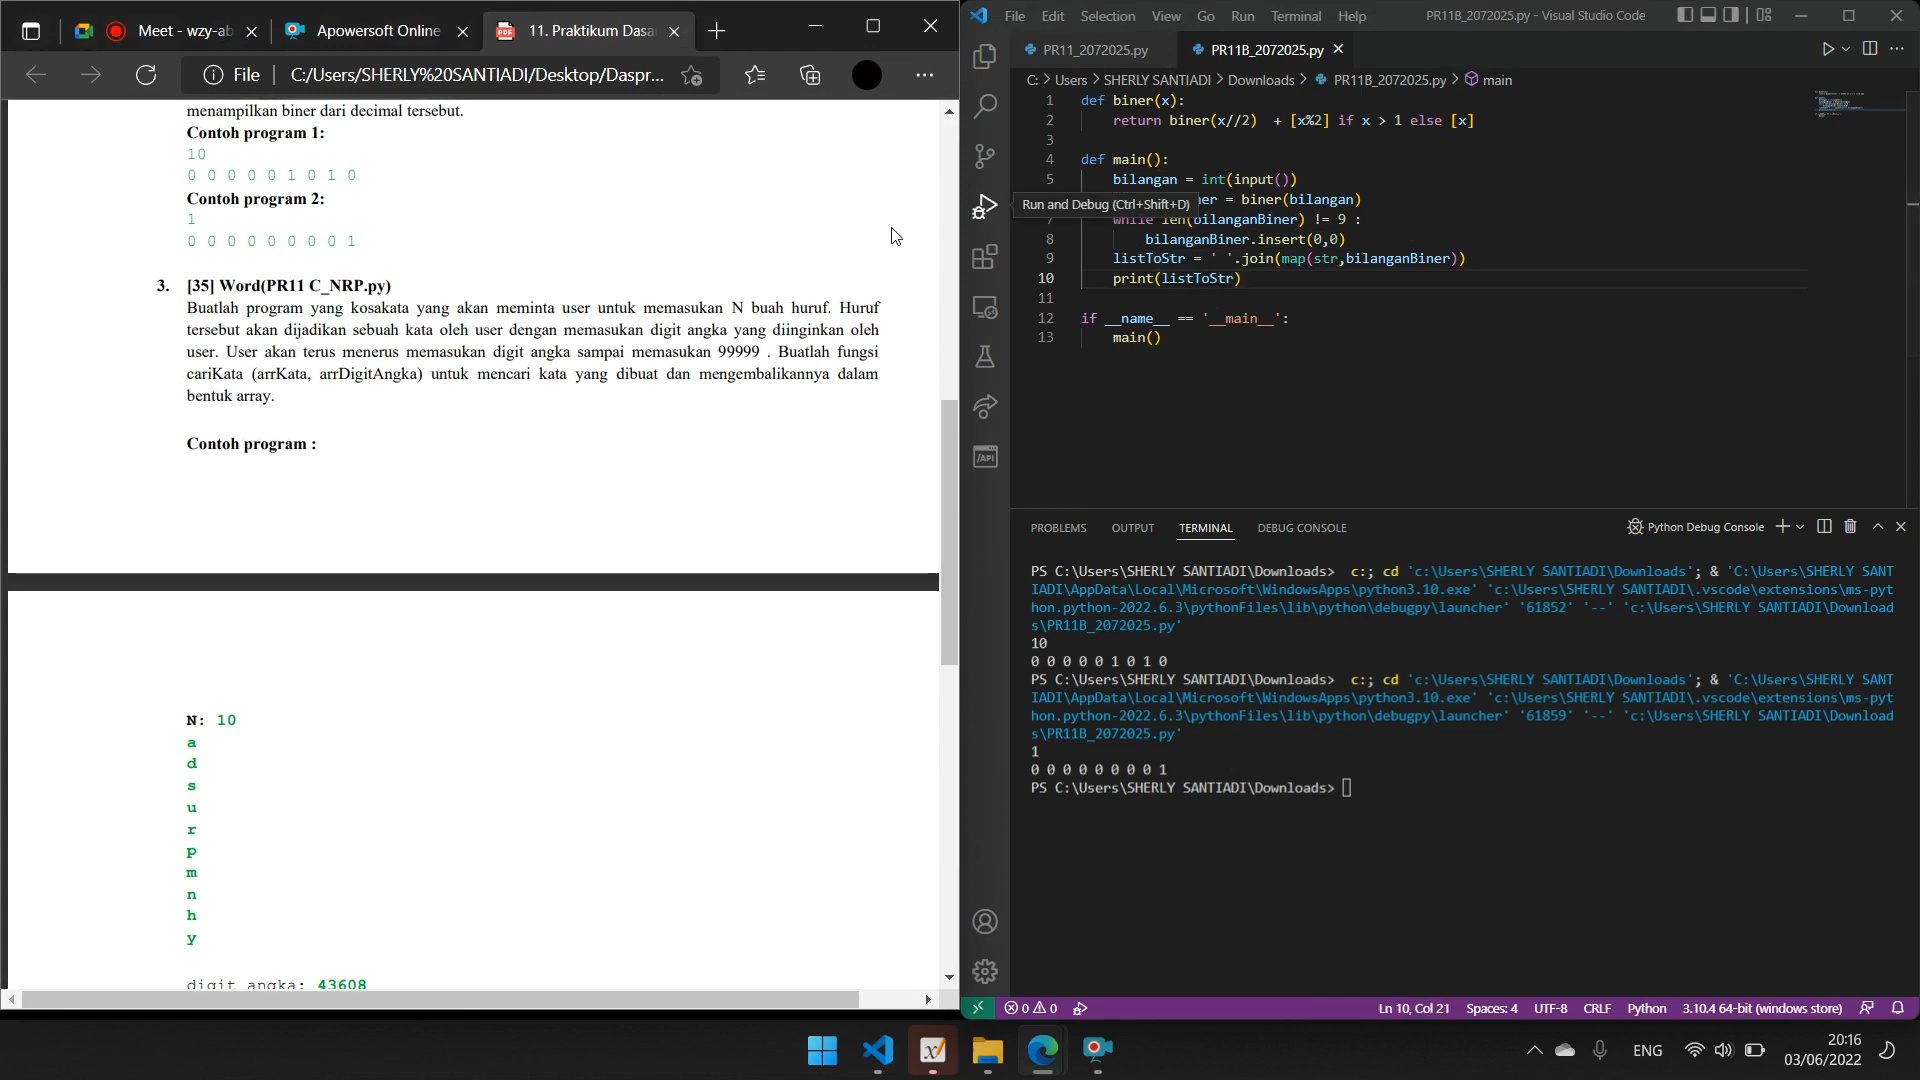 Meet - wzy-ab
Apowersoft Online
11. Praktikum Dasa
File
C:/Users/SHERLY%20SANTIADI/Desktop/Daspr...
menampilkan biner dari decimal tersebut.
Contoh program 1:
10
0 0 0 0 0 1 0 1 0
Contoh program 2:
1
0 0 0 0 0 0 0 0 1
3. [35] Word(PR11 C_NRP.py)
Buatlah program yang kosakata yang akan meminta user untuk memasukan N buah huruf. Huruf
tersebut akan dijadikan sebuah kata oleh user dengan memasukan digit angka yang diinginkan oleh
user. User akan terus menerus memasukan digit angka sampai memasukan 99999 . Buatlah fungsi
cariKata (arrKata, arrDigitAngka) untuk mencari kata yang dibuat dan mengembalikannya dalam
bentuk array.
Contoh program :
N: 10
a
d
s
u
r
p
m
n
h
y
digit angka: 43608
File Edit Selection View Go Run Terminal Help
PR11B_2072025.py - Visual Studio Code
PR11_2072025.py
PR11B_2072025.py
C: > Users > SHERLY SANTIADI > Downloads > PR11B_2072025.py > main
1 def biner(x):
2 return biner(x//2) + [x%2] if x > 1 else [x]
3
4 def main():
5 bilangan = int(input())
Run and Debug (Ctrl+Shift+D)
ner = biner(bilangan)
7 while len(bilanganBiner) != 9 :
8 bilanganBiner.insert(0,0)
9 listToStr = ' '.join(map(str,bilanganBiner))
10 print(listToStr)
11
12 if __name__ == '__main__':
13 main()
PROBLEMS OUTPUT TERMINAL DEBUG CONSOLE
Python Debug Console
PS C:\Users\SHERLY SANTIADI\Downloads>  c:; cd 'c:\Users\SHERLY SANTIADI\Downloads'; & 'C:\Users\SHERLY SANT
IADI\AppData\Local\Microsoft\WindowsApps\python3.10.exe' 'c:\Users\SHERLY SANTIADI\.vscode\extensions\ms-pyt
hon.python-2022.6.3\pythonFiles\lib\python\debugpy\launcher' '61852' '--' 'c:\Users\SHERLY SANTIADI\Download
s\PR11B_2072025.py'
10
0 0 0 0 0 1 0 1 0
PS C:\Users\SHERLY SANTIADI\Downloads>  c:; cd 'c:\Users\SHERLY SANTIADI\Downloads'; & 'C:\Users\SHERLY SANT
IADI\AppData\Local\Microsoft\WindowsApps\python3.10.exe' 'c:\Users\SHERLY SANTIADI\.vscode\extensions\ms-pyt
hon.python-2022.6.3\pythonFiles\lib\python\debugpy\launcher' '61859' '--' 'c:\Users\SHERLY SANTIADI\Download
s\PR11B_2072025.py'
1
0 0 0 0 0 0 0 0 1
PS C:\Users\SHERLY SANTIADI\Downloads>
0 0
Ln 10, Col 21 Spaces: 4 UTF-8 CRLF Python 3.10.4 64-bit (windows store)
ENG
20:16
03/06/2022